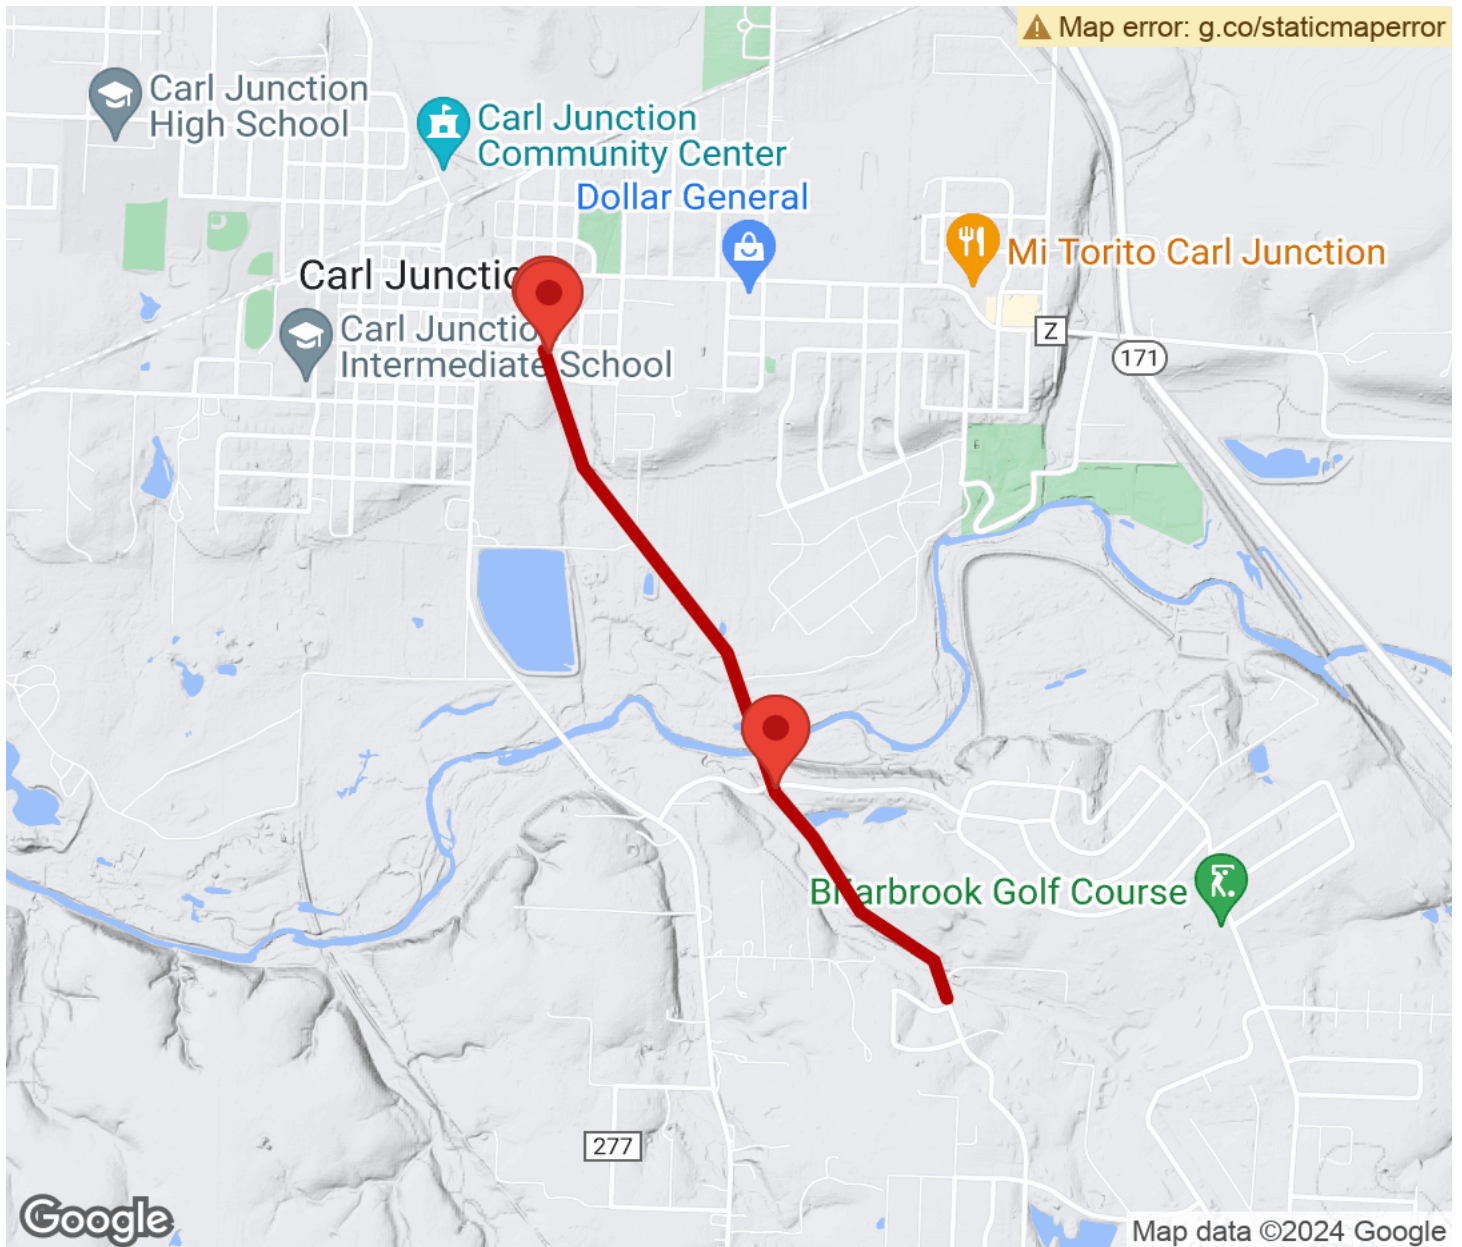 Map error: g.co/staticmaperror
Carl Junction
High School
Carl Junction
Community Center
Dollar General
Mi Torito Carl Junction
Carl Junctio
Carl Junctio
Intermediate School
Z
171
Briarbrook Golf Course
277
Google
Map data ©2024 Google